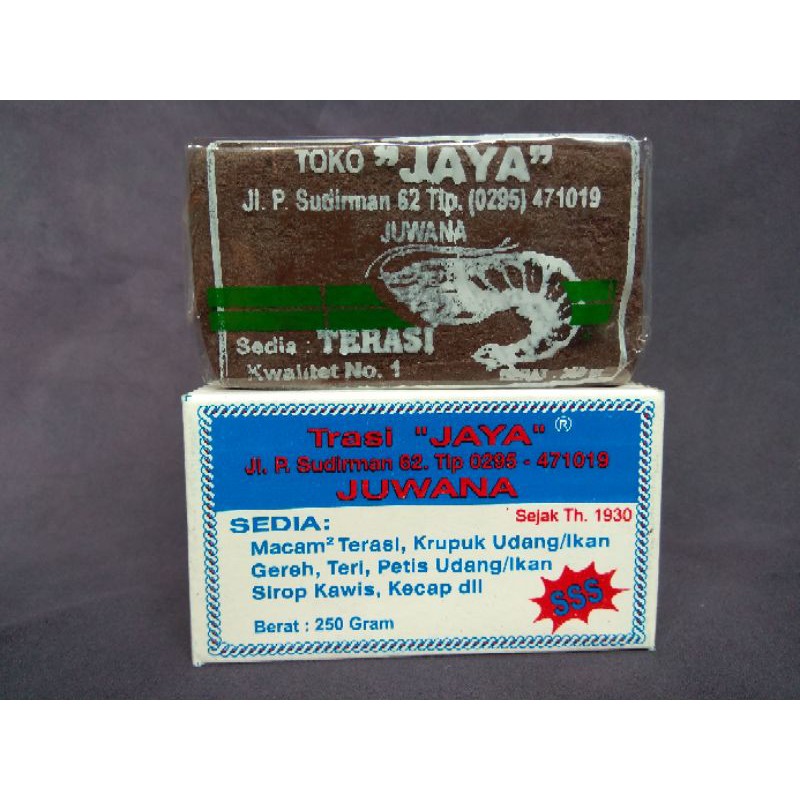 TOKO "JAYA"
Jl. P. Sudirman 62 Tlp. (0295) 471019
JUWANA
Sedia : TERASI
Kwalitet No. 1
Trasi "JAYA" ®
Jl. P. Sudirman 62. Tlp 0295 - 471019
JUWANA
Sejak Th. 1930
SEDIA:
Macam² Terasi, Krupuk Udang/Ikan
Gereh, Teri, Petis Udang/Ikan
Sirop Kawis, Kecap dll
SSS
Berat : 250 Gram